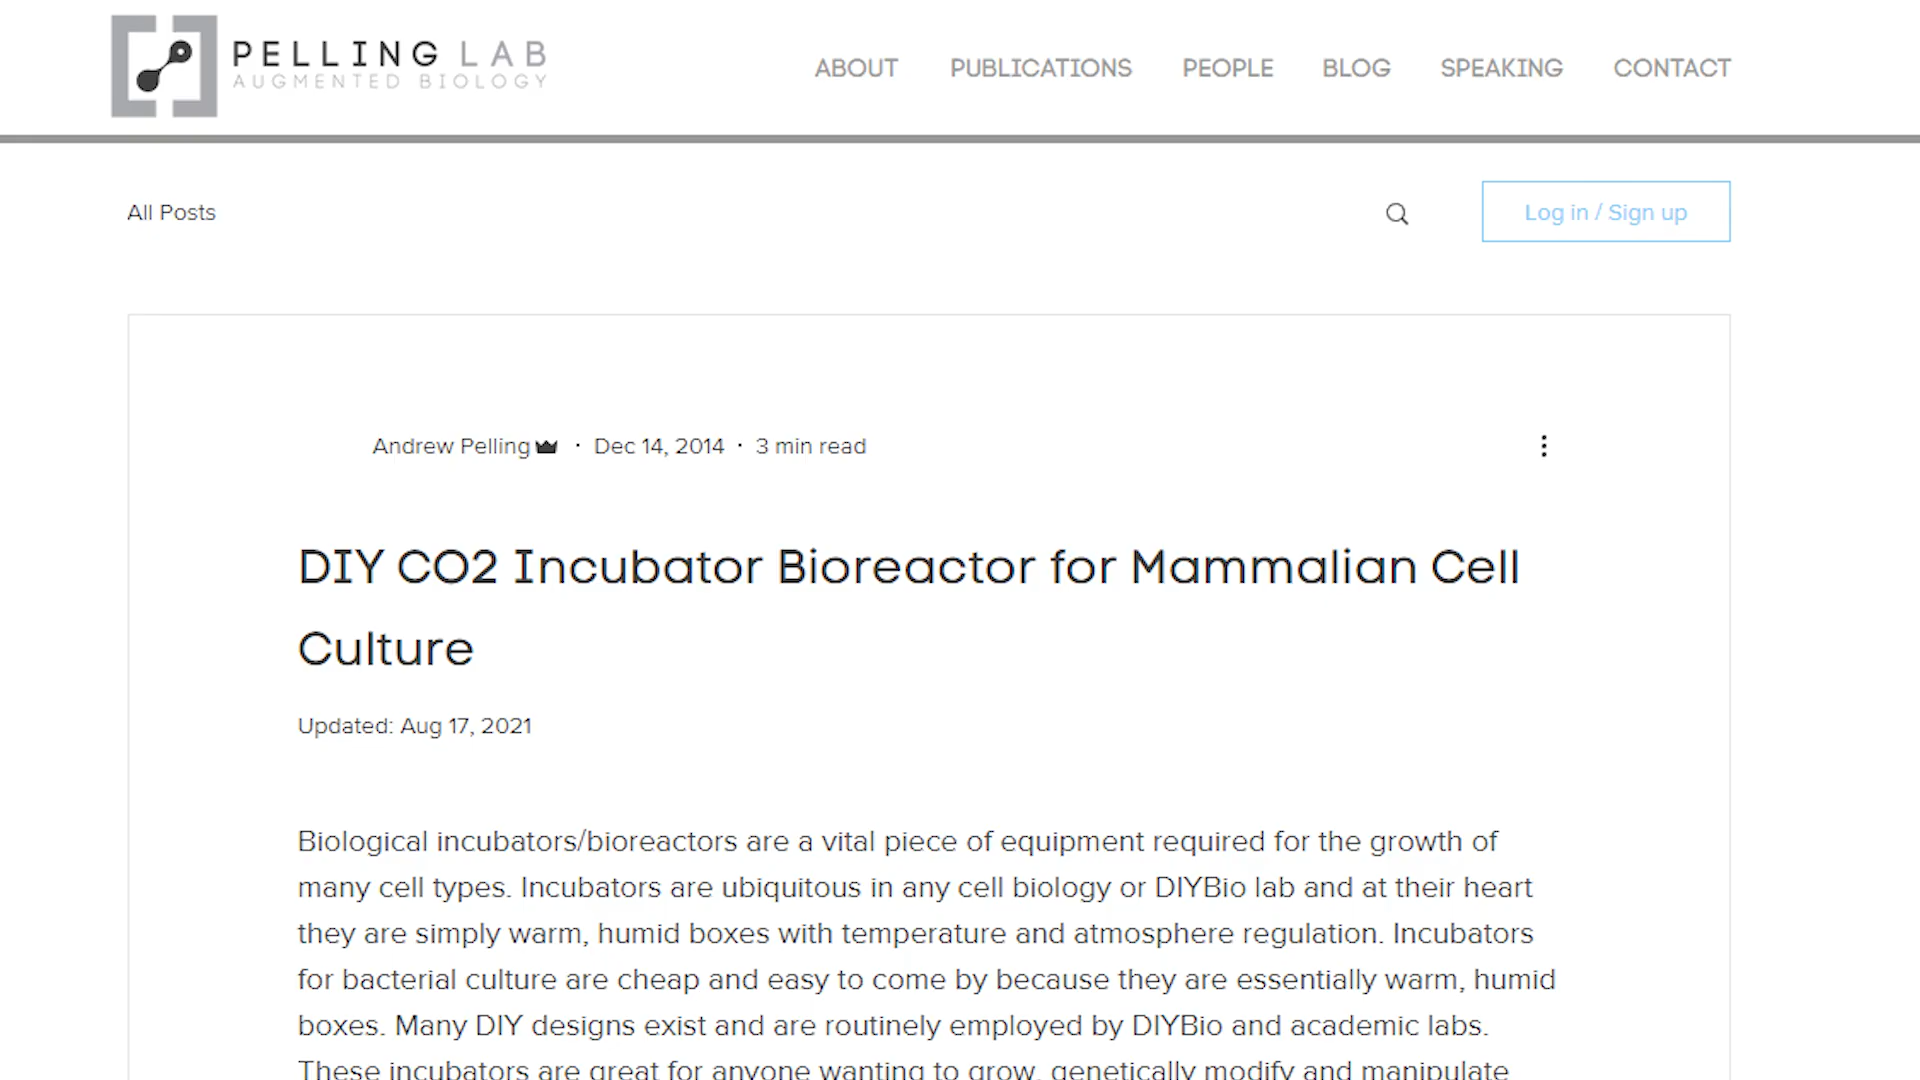 PELLING LAB
AUGMENTED BIOLOGY
ABOUT PUBLICATIONS PEOPLE BLOG SPEAKING CONTACT
All Posts
Log in / Sign up
Andrew Pelling · Dec 14, 2014 · 3 min read
DIY CO2 Incubator Bioreactor for Mammalian Cell
Culture
Updated: Aug 17, 2021
Biological incubators/bioreactors are a vital piece of equipment required for the growth of
many cell types. Incubators are ubiquitous in any cell biology or DIYBio lab and at their heart
they are simply warm, humid boxes with temperature and atmosphere regulation. Incubators
for bacterial culture are cheap and easy to come by because they are essentially warm, humid
boxes. Many DIY designs exist and are routinely employed by DIYBio and academic labs.
These incubators are great for anyone wanting to grow, genetically modify and manipulate